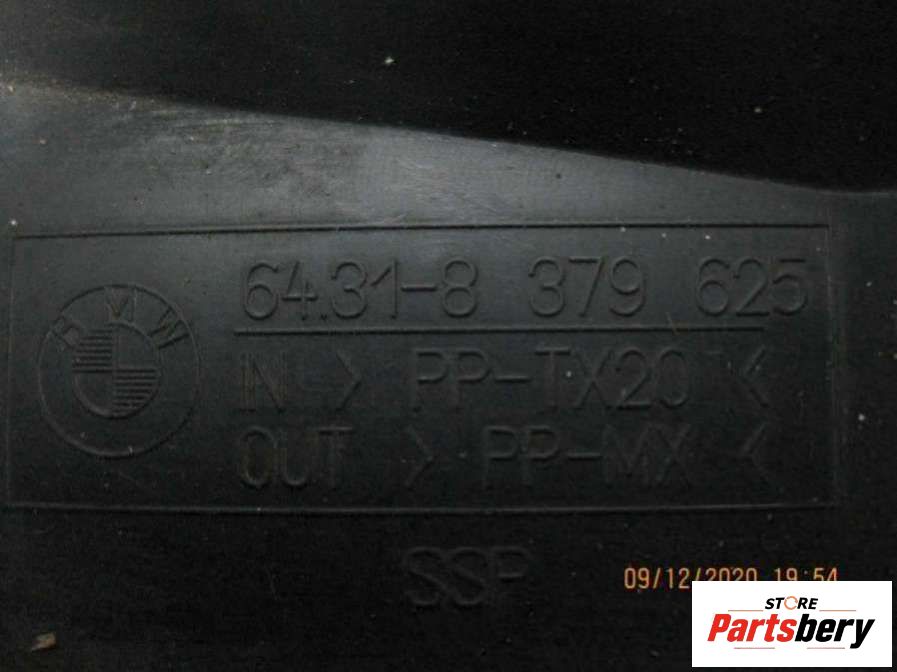 64.31-8 379 625
BMW
IN > PP-TX20 <
OUT > PP-MX <
SSP
09/12/2020 19:54
STORE
Partsbery